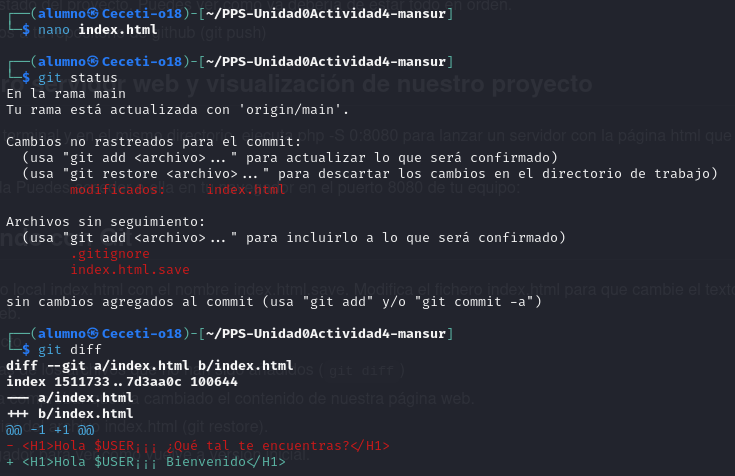 ┌──(alumno㉿Ceceti-o18)-[~/PPS-Unidad0Actividad4-mansur]
└─$ nano index.html
┌──(alumno㉿Ceceti-o18)-[~/PPS-Unidad0Actividad4-mansur]
└─$ git status
En la rama main
Tu rama está actualizada con 'origin/main'.
Cambios no rastreados para el commit:
(usa "git add <archivo>..." para actualizar lo que será confirmado)
(usa "git restore <archivo>..." para descartar los cambios en el directorio de trabajo)
modificados: index.html
Archivos sin seguimiento:
(usa "git add <archivo>..." para incluirlo a lo que será confirmado)
.gitignore
index.html.save
sin cambios agregados al commit (usa "git add" y/o "git commit -a")
┌──(alumno㉿Ceceti-o18)-[~/PPS-Unidad0Actividad4-mansur]
└─$ git diff
diff --git a/index.html b/index.html
index 1511733..7d3aa0c 100644
--- a/index.html
+++ b/index.html
@@ -1 +1 @@
- <H1>Hola $USER¡¡¡ ¿Qué tal te encuentras?</H1>
+ <H1>Hola $USER¡¡¡ Bienvenido</H1>